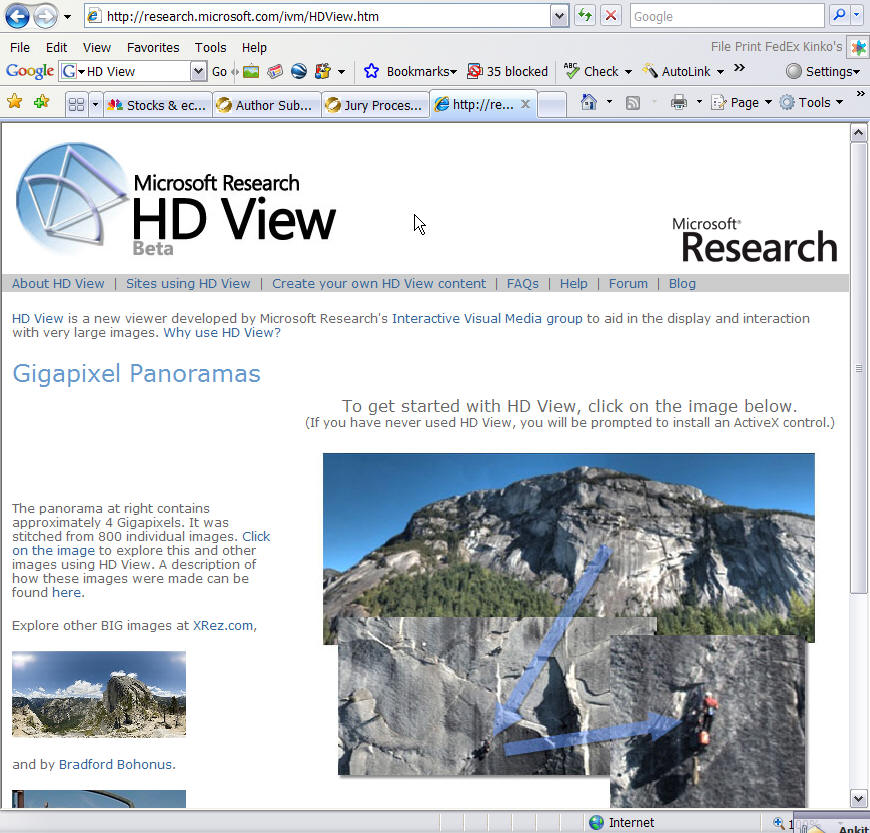 http://research.microsoft.com/ivm/HDView.htm
Google
File Edit View Favorites Tools Help
File Print FedEx Kinko's
Google
G HD View
Go
Bookmarks
35 blocked
ABC
Check
AutoLink
»
Settings
Stocks & ec...
Author Sub...
Jury Proces...
http://re...
Page
Tools
»
Microsoft Research
HD View
Beta
Microsoft®
Research
About HD View | Sites using HD View | Create your own HD View content | FAQs | Help | Forum | Blog
HD View is a new viewer developed by Microsoft Research's Interactive Visual Media group to aid in the display and interaction
with very large images. Why use HD View?
Gigapixel Panoramas
To get started with HD View, click on the image below.
(If you have never used HD View, you will be prompted to install an ActiveX control.)
The panorama at right contains
approximately 4 Gigapixels. It was
stitched from 800 individual images. Click
on the image to explore this and other
images using HD View. A description of
how these images were made can be
found here.
Explore other BIG images at XRez.com,
and by Bradford Bohonus.
Internet
Ankit